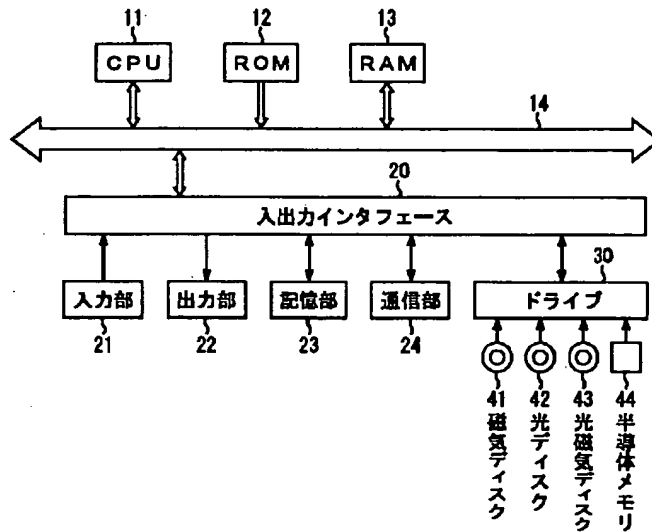 11 12 13
CPU ROM RAM
14
20
入出力インタフェース
30
入力部 出力部 記憶部 通信部 ドライブ
21 22 23 24
41 磁気ディスク
42 光ディスク
43 光磁気ディスク
44 半導体メモリ